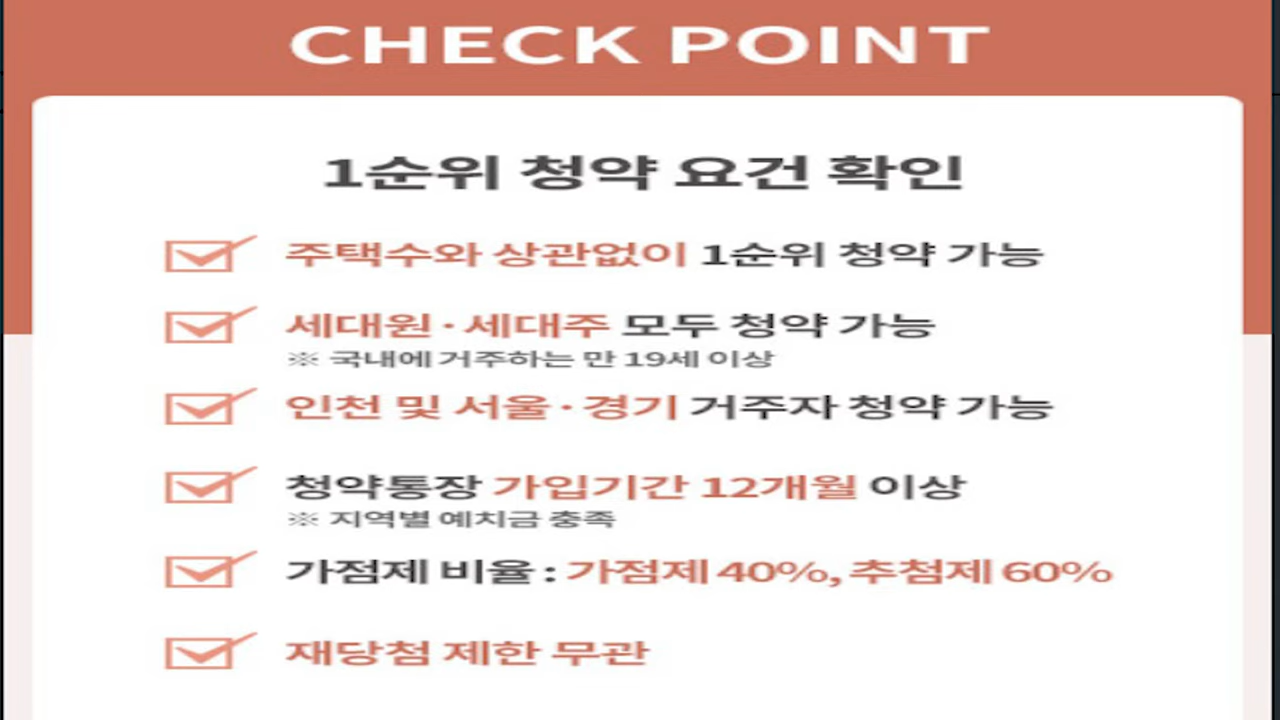 CHECK POINT
1순위 청약 요건 확인
주택수와 상관없이 1순위 청약 가능
세대원·세대주 모두 청약 가능
※ 국내에 거주하는 만 19세 이상
인천 및 서울·경기 거주자 청약 가능
청약통장 가입기간 12개월 이상
※ 지역별 예치금 충족
가점제 비율 : 가점제 40%, 추첨제 60%
재당첨 제한 무관